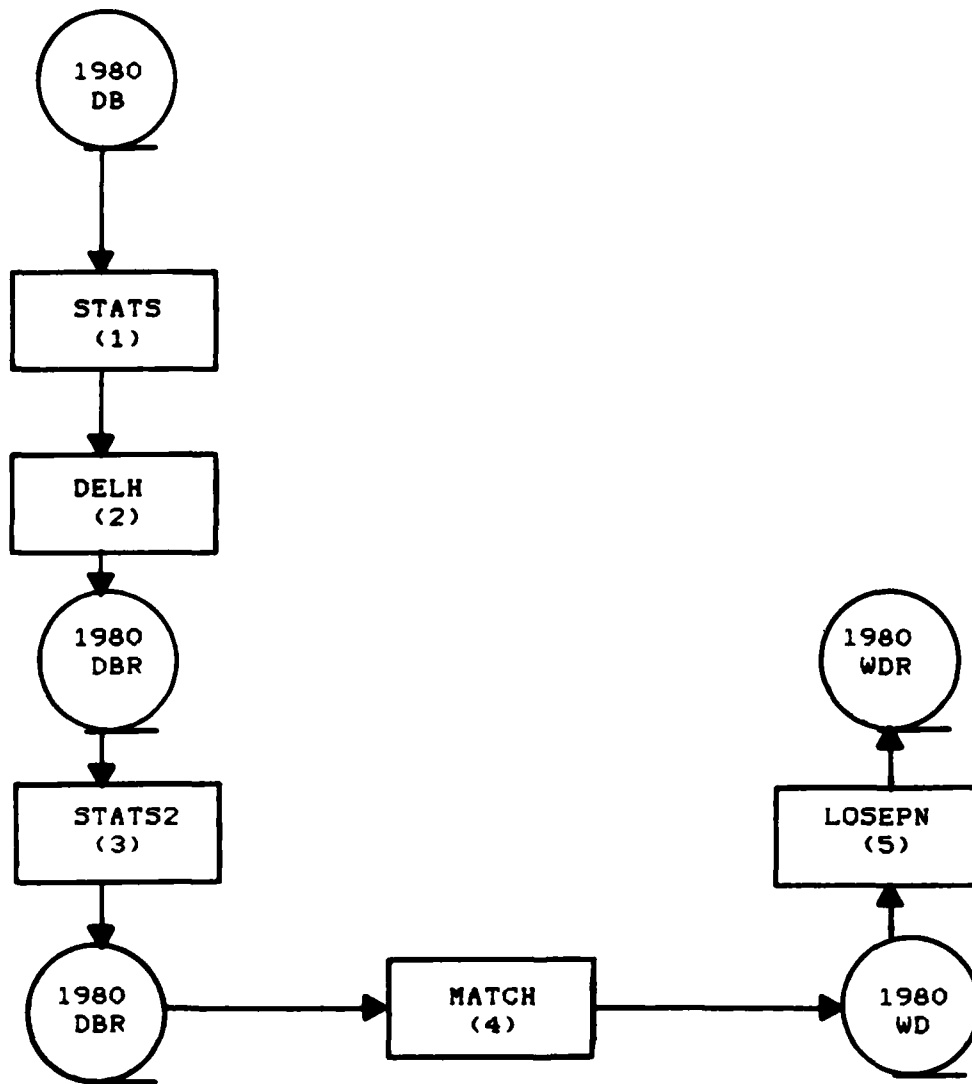 1980
DB
STATS
(1)
DELH
(2)
1980
DBR
STATS2
(3)
1980
DBR
MATCH
(4)
1980
WD
LOSEPN
(5)
1980
WDR